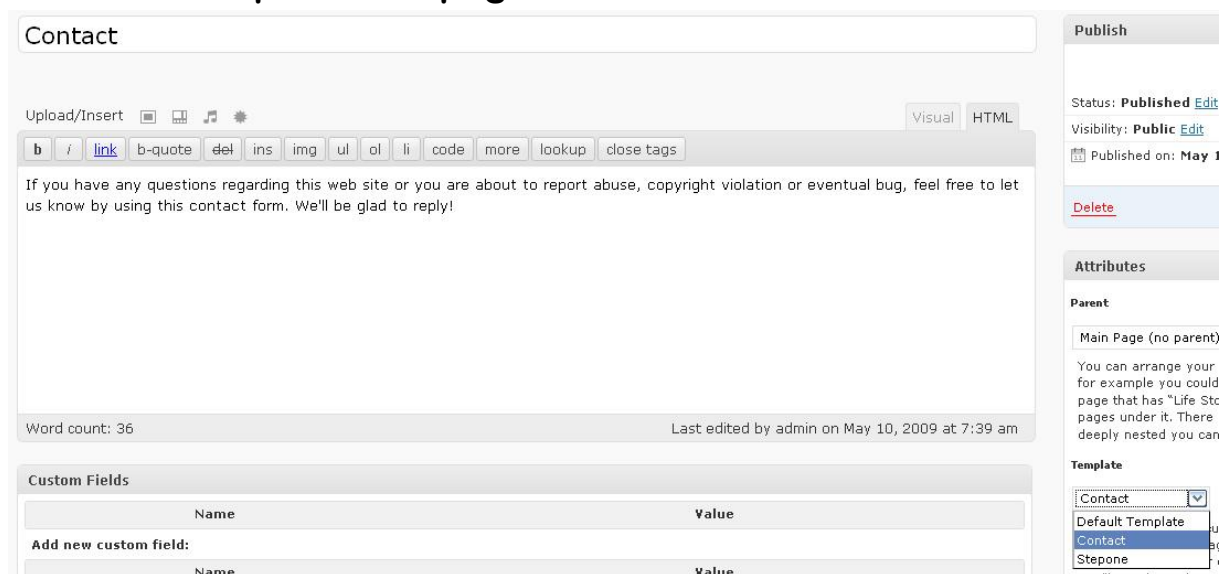 Contact
Upload/Insert
Visual HTML
b i link b-quote del ins img ul ol li code more lookup close tags
If you have any questions regarding this web site or you are about to report abuse, copyright violation or eventual bug, feel free to let
us know by using this contact form. We'll be glad to reply!
Word count: 36
Last edited by admin on May 10, 2009 at 7:39 am
Custom Fields
Name Value
Add new custom field:
Name Value
Publish
Status: Published Edit
Visibility: Public Edit
Published on: May 1
Delete
Attributes
Parent
Main Page (no parent)
You can arrange your
for example you could
page that has "Life Sto
pages under it. There
deeply nested you can
Template
Contact
Default Template
Contact
Stepone